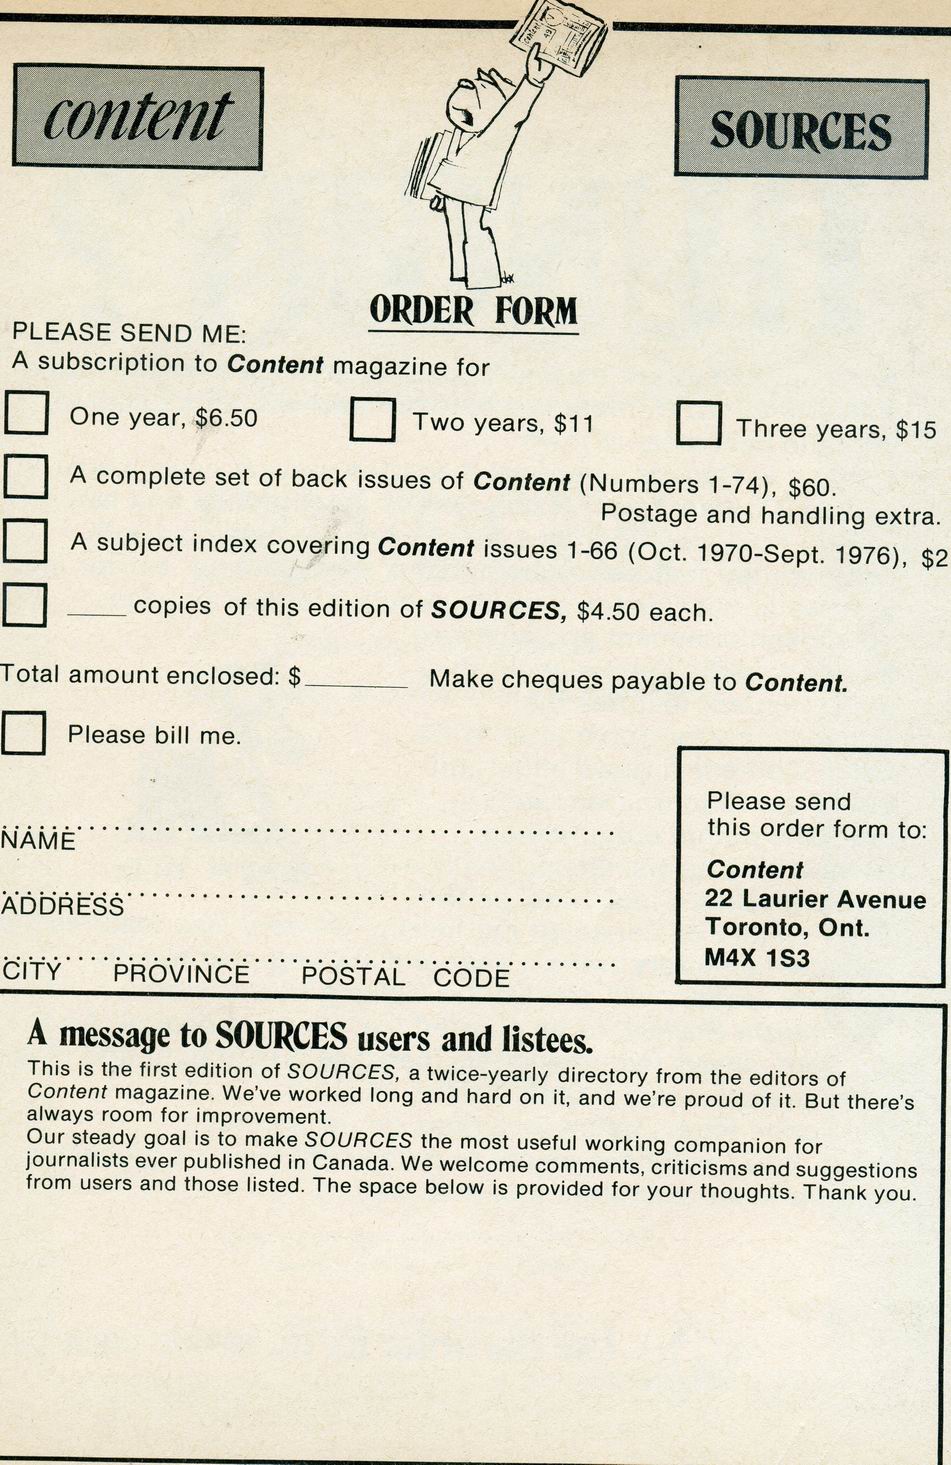 content
SOURCES
ORDER FORM
PLEASE SEND ME:
A subscription to Content magazine for
One year, $6.50 Two years, $11 Three years, $15
A complete set of back issues of Content (Numbers 1-74), $60.
Postage and handling extra.
A subject index covering Content issues 1-66 (Oct. 1970-Sept. 1976), $2
____ copies of this edition of SOURCES, $4.50 each.
Total amount enclosed: $_______ Make cheques payable to Content.
Please bill me.
NAME
ADDRESS
CITY PROVINCE POSTAL CODE
Please send
this order form to:
Content
22 Laurier Avenue
Toronto, Ont.
M4X 1S3
A message to SOURCES users and listees.
This is the first edition of SOURCES, a twice-yearly directory from the editors of
Content magazine. We've worked long and hard on it, and we're proud of it. But there's
always room for improvement.
Our steady goal is to make SOURCES the most useful working companion for
journalists ever published in Canada. We welcome comments, criticisms and suggestions
from users and those listed. The space below is provided for your thoughts. Thank you.